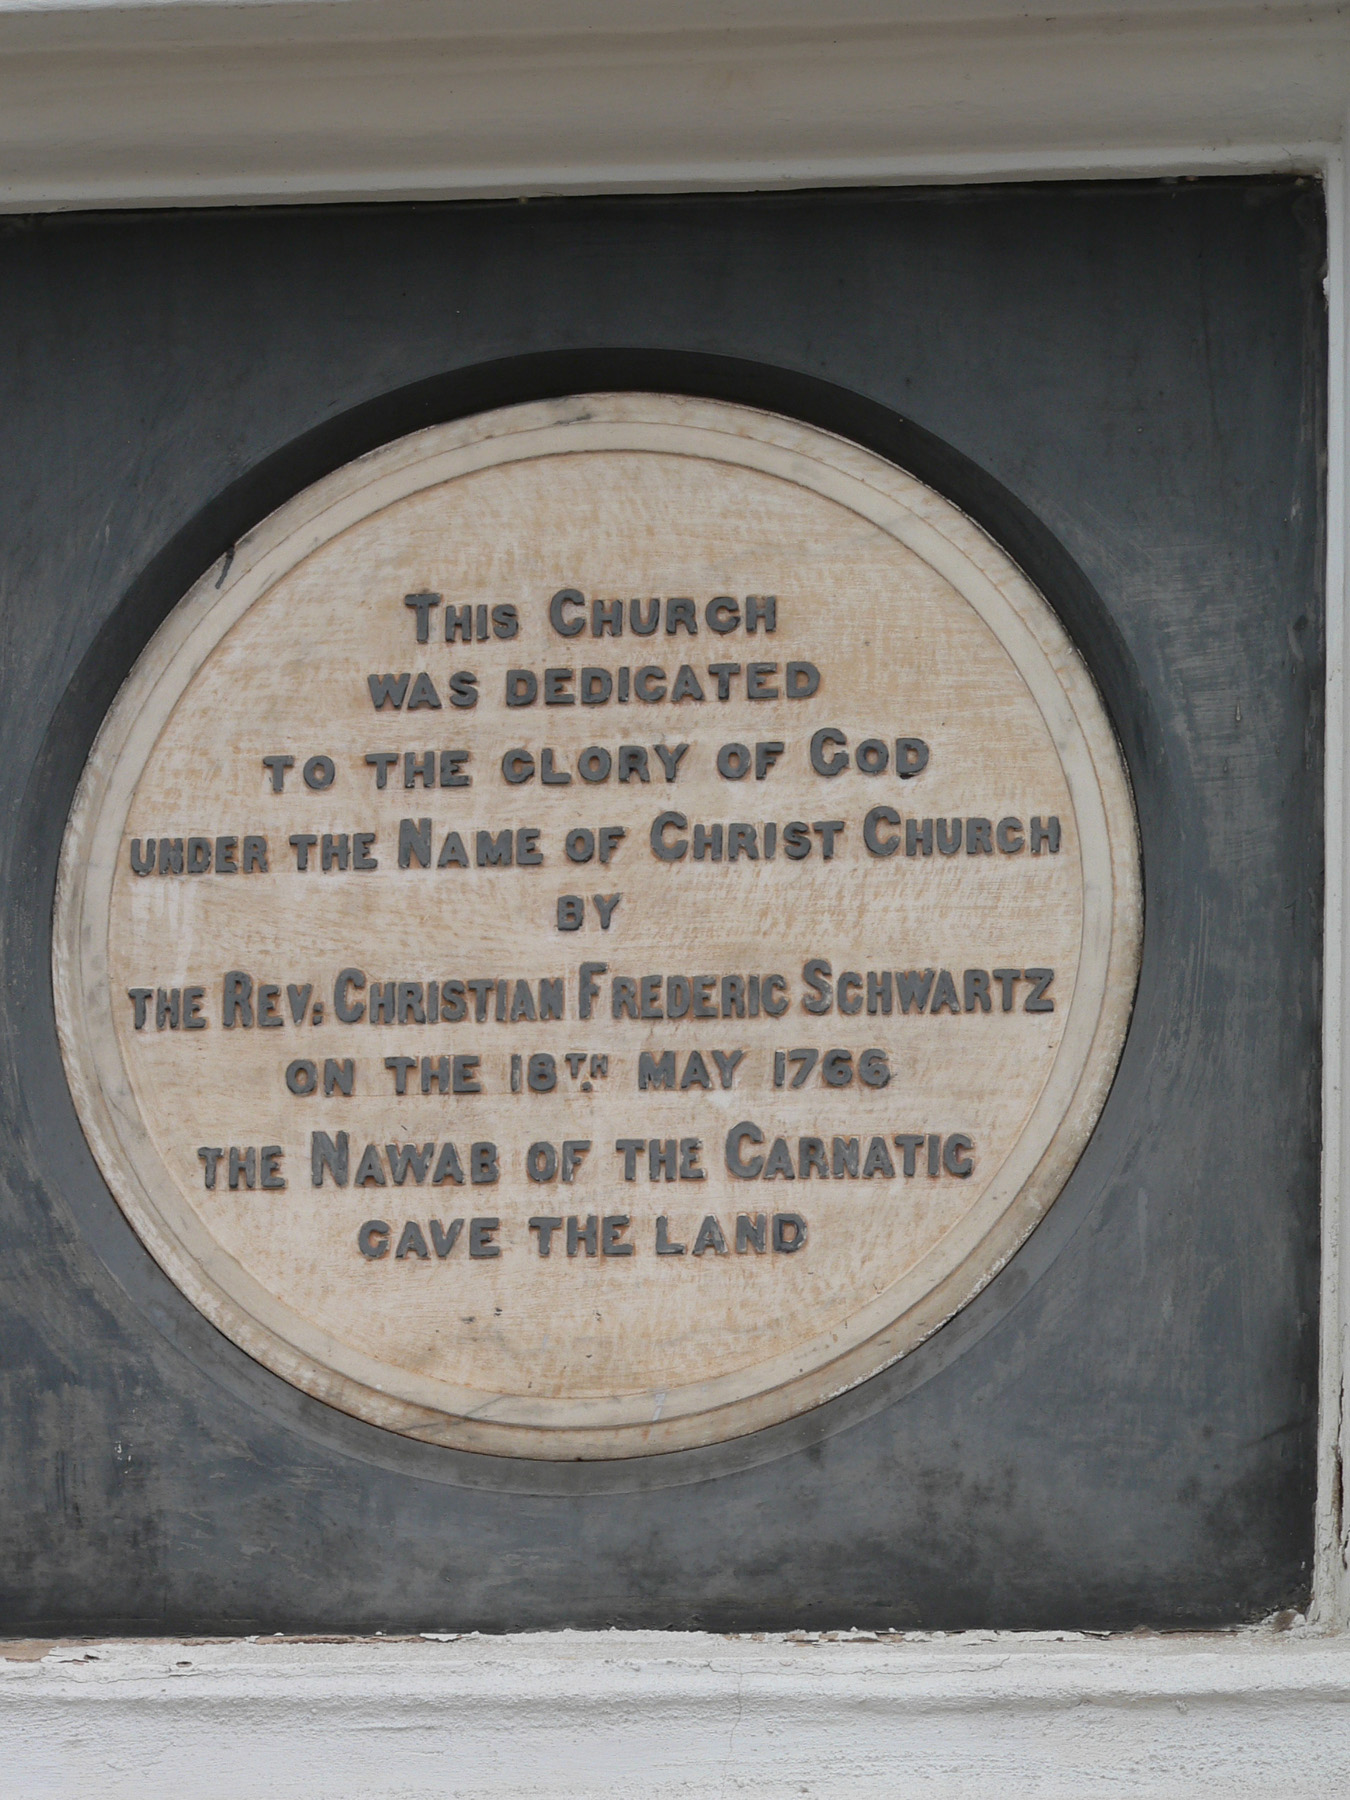 THIS CHURCH
WAS DEDICATED
TO THE GLORY OF GOD
UNDER THE NAME OF CHRIST CHURCH
BY
THE REV: CHRISTIAN FREDERIC SCHWARTZ
ON THE 18TH. MAY 1766
THE NAWAB OF THE CARNATIC
GAVE THE LAND